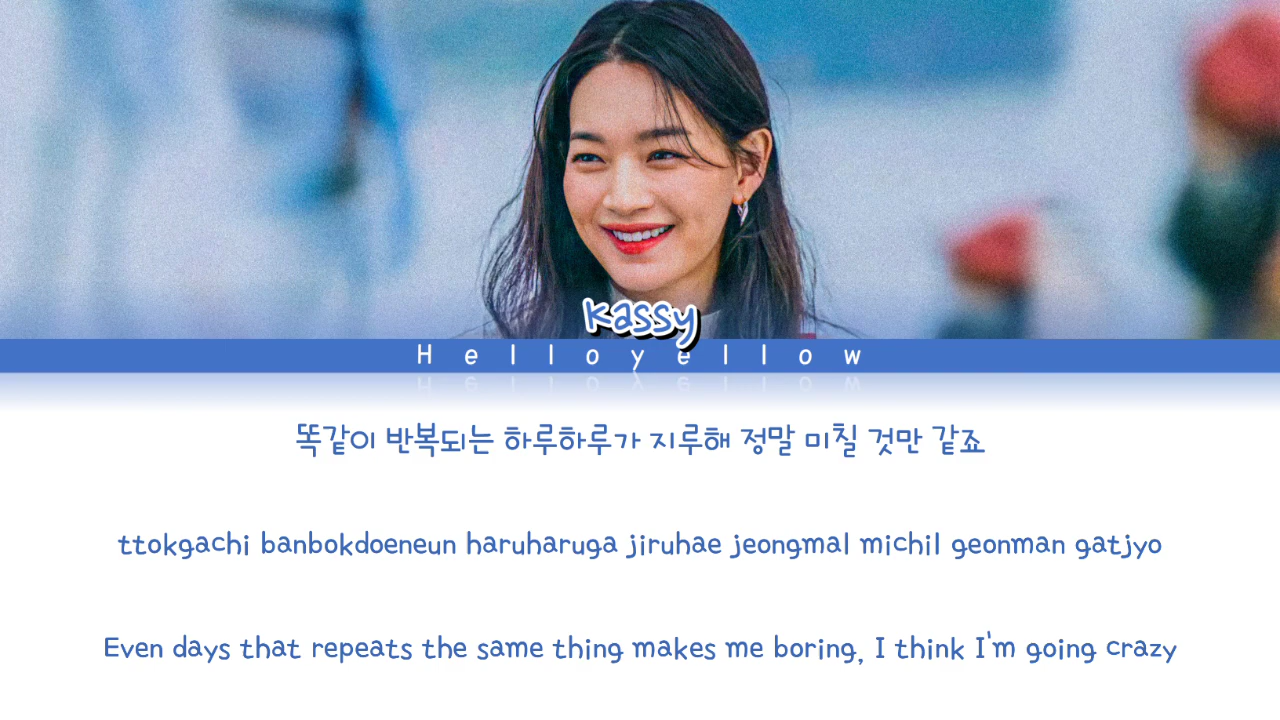 kassy
Helloyellow
똑같이 반복되는 하루하루가 지루해 정말 미칠 것만 같죠
ttokgachi banbokdoeneun haruharuga jiruhae jeongmal michil geonman gatjyo
Even days that repeats the same thing makes me boring, I think I'm going crazy